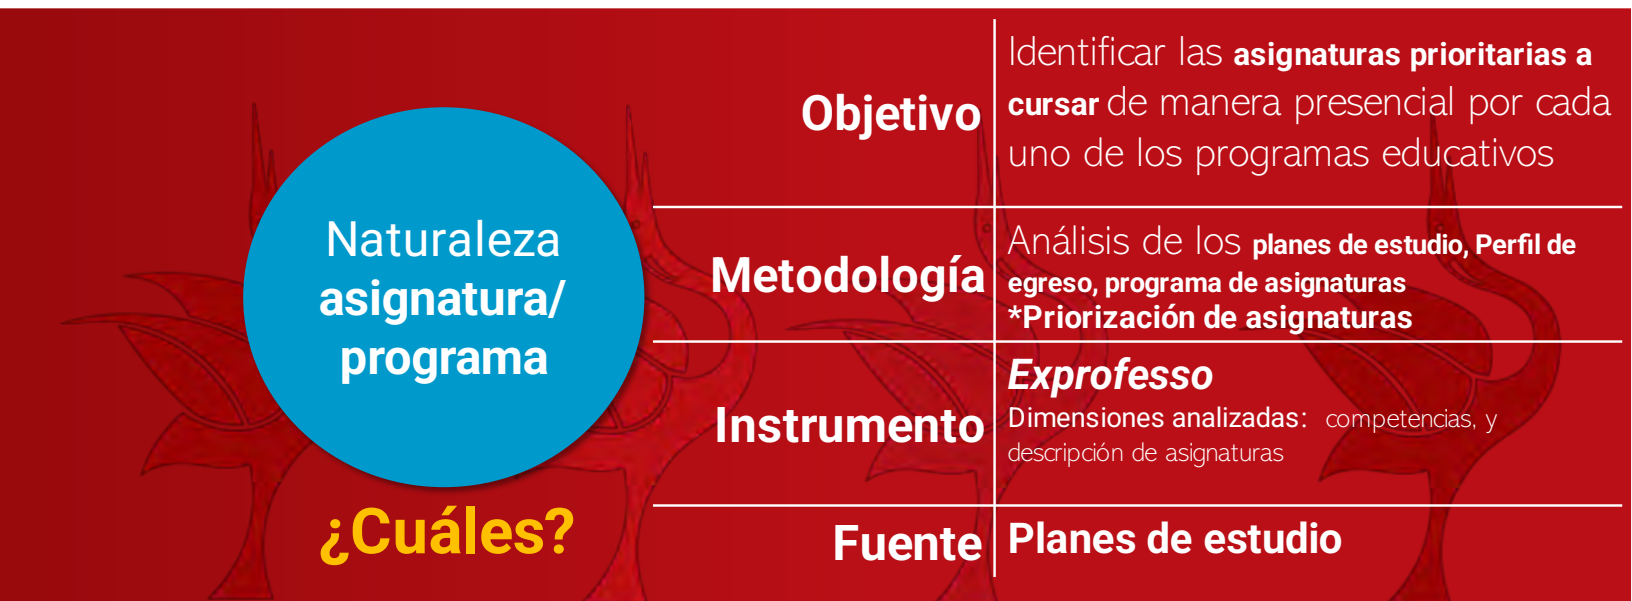 Naturaleza
asignatura/
programa
¿Cuáles?
Objetivo
Identificar las asignaturas prioritarias a
cursar de manera presencial por cada
uno de los programas educativos
Metodología
Análisis de los planes de estudio, Perfil de
egreso, programa de asignaturas
*Priorización de asignaturas
Instrumento
Exprofesso
Dimensiones analizadas: competencias, y
descripción de asignaturas
Fuente
Planes de estudio